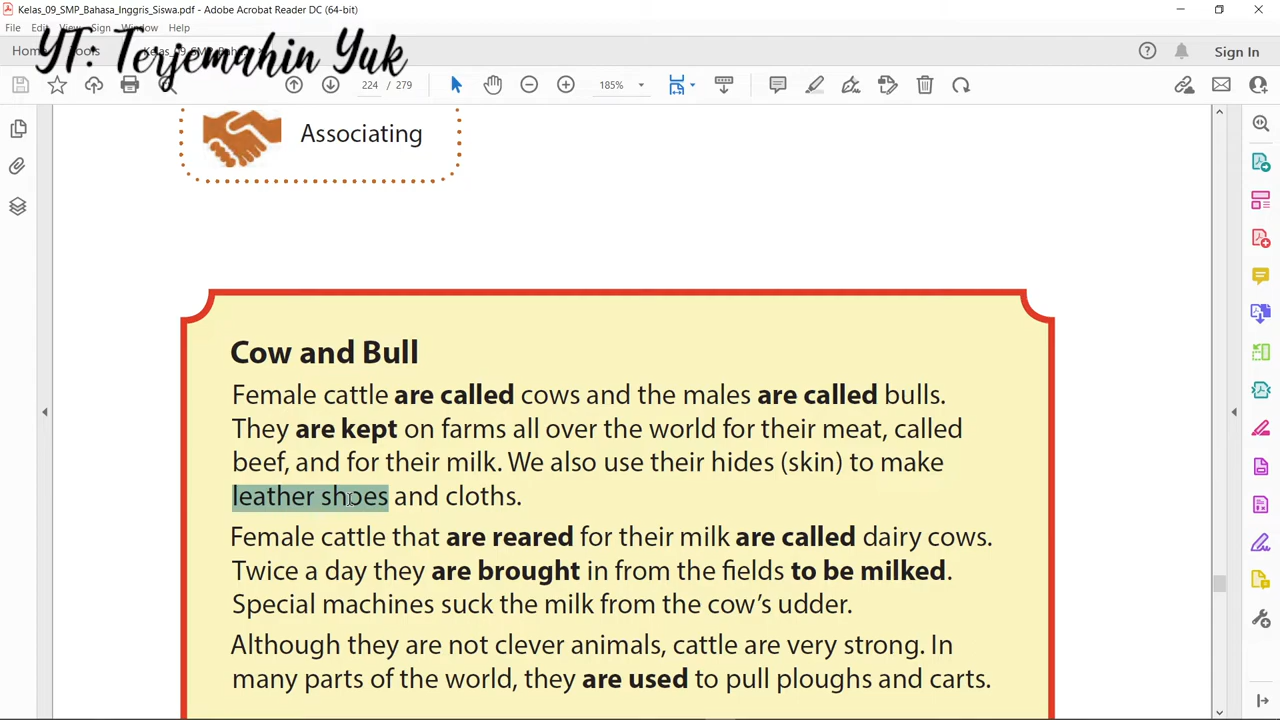 Kelas_09_SMP_Bahasa_Inggris_Siswa.pdf - Adobe Acrobat Reader DC (64-bit)
File Edit View Sign Window Help
YT: Terjemahin Yuk
Sign In
224 / 279
185%
Associating
Cow and Bull
Female cattle are called cows and the males are called bulls.
They are kept on farms all over the world for their meat, called
beef, and for their milk. We also use their hides (skin) to make
leather shoes and cloths.
Female cattle that are reared for their milk are called dairy cows.
Twice a day they are brought in from the fields to be milked.
Special machines suck the milk from the cow's udder.
Although they are not clever animals, cattle are very strong. In
many parts of the world, they are used to pull ploughs and carts.